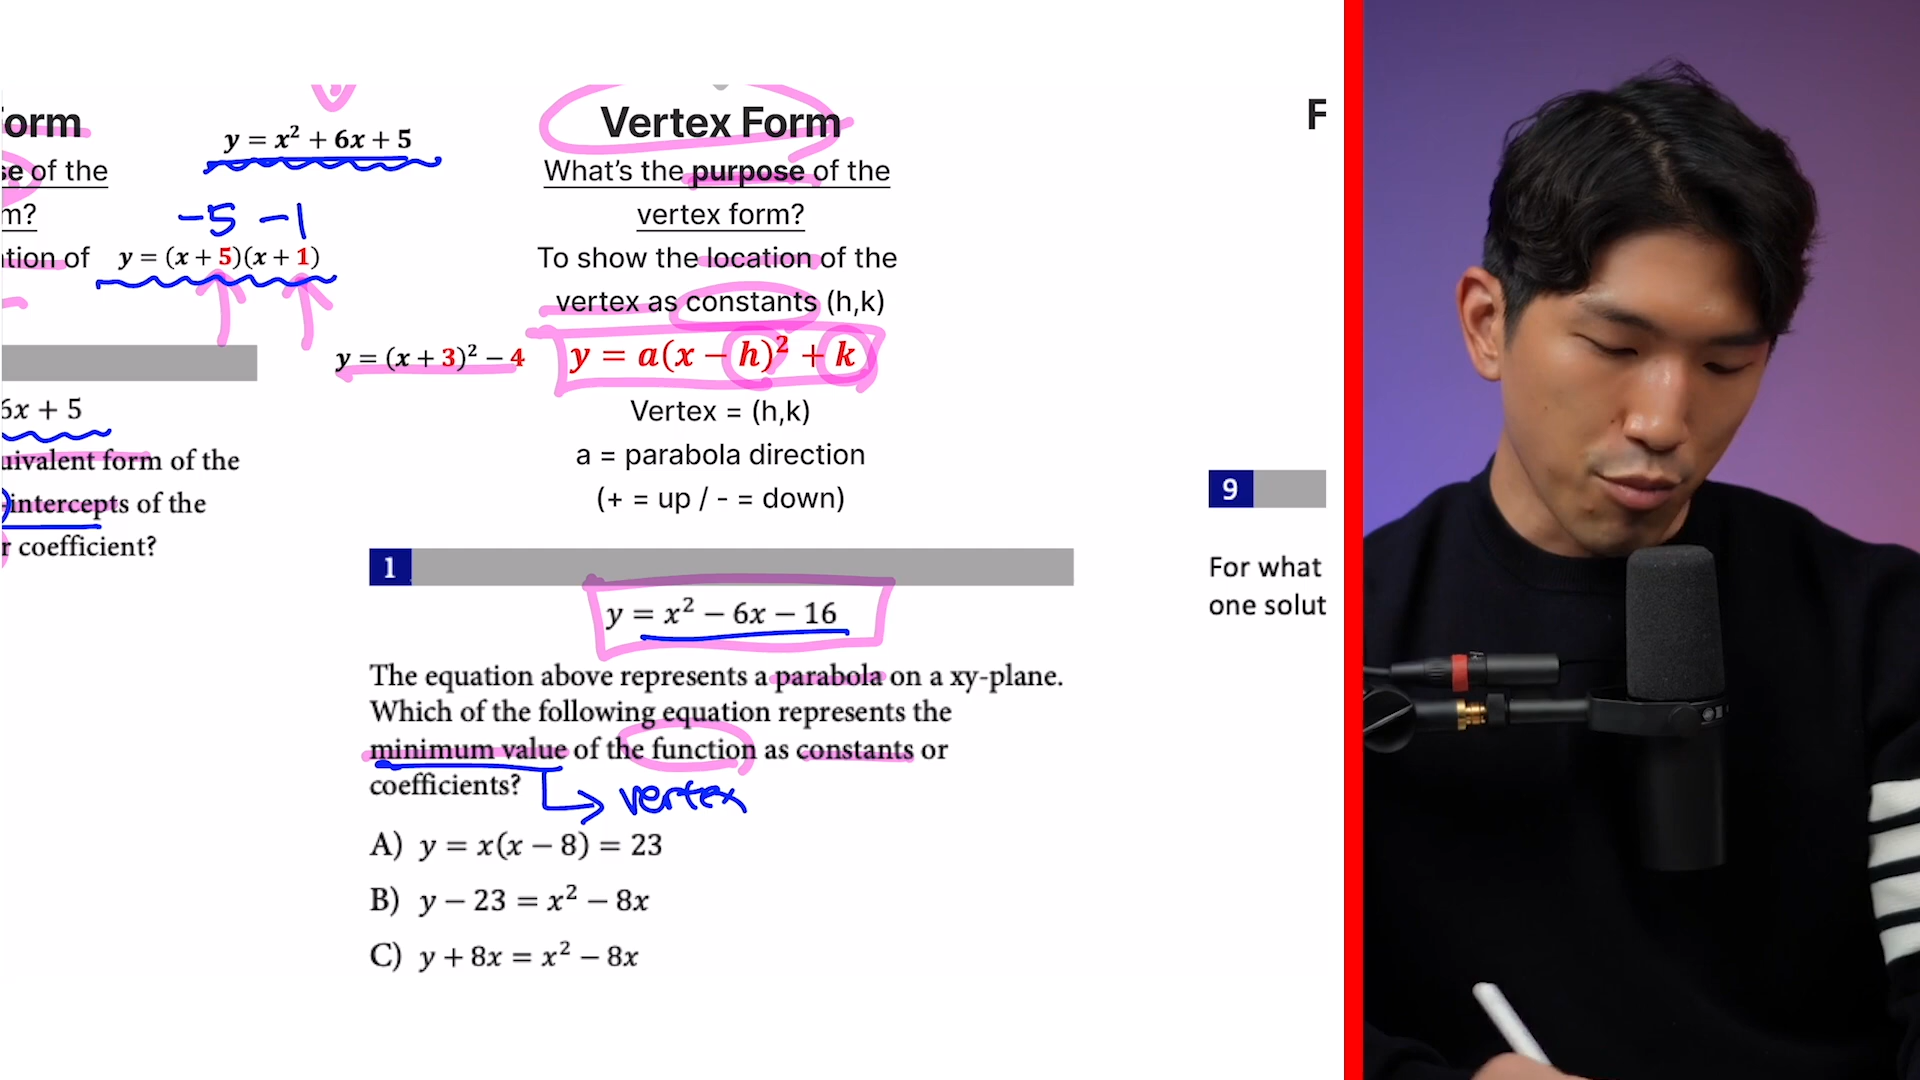 orm
se of the
m?
tion of
y = x² + 6x + 5
-5 -1
y = (x + 5)(x + 1)
6x + 5
uivalent form of the
intercepts of the
r coefficient?
Vertex Form
What's the purpose of the
vertex form?
To show the location of the
vertex as constants (h,k)
y = (x + 3)² − 4
y = a(x − h)² + k
Vertex = (h,k)
a = parabola direction
(+ = up / - = down)
1
y = x² − 6x − 16
The equation above represents a parabola on a xy-plane.
Which of the following equation represents the
minimum value of the function as constants or
coefficients?
vertex
A) y = x(x − 8) = 23
B) y − 23 = x² − 8x
C) y + 8x = x² − 8x
F
9
For what
one solut